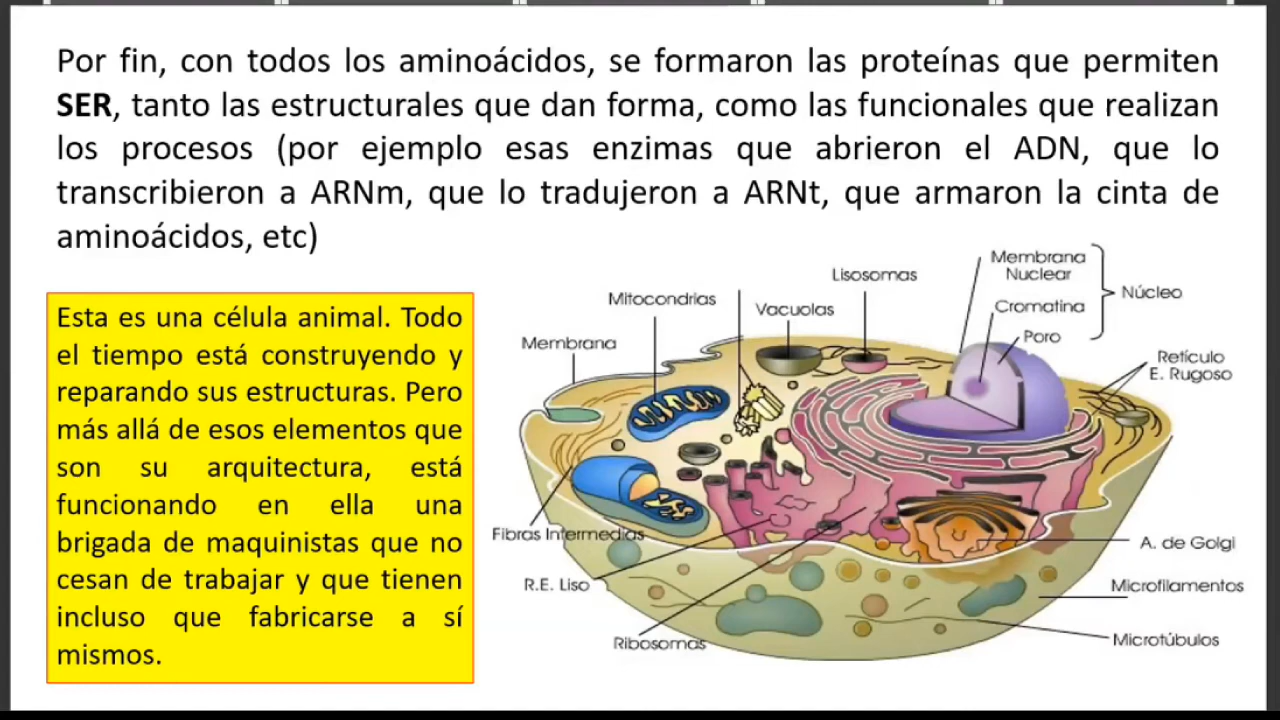 Por fin, con todos los aminoácidos, se formaron las proteínas que permiten
SER, tanto las estructurales que dan forma, como las funcionales que realizan
los procesos (por ejemplo esas enzimas que abrieron el ADN, que lo
transcribieron a ARNm, que lo tradujeron a ARNt, que armaron la cinta de
aminoácidos, etc)
Esta es una célula animal. Todo
el tiempo está construyendo y
reparando sus estructuras. Pero
más allá de esos elementos que
son su arquitectura, está
funcionando en ella una
brigada de maquinistas que no
cesan de trabajar y que tienen
incluso que fabricarse a sí
mismos.
Membrana
Nuclear
Lisosomas
Núcleo
Mitocondrias
Cromatina
Vacuolas
Poro
Membrana
Retículo
E. Rugoso
Fibras Intermedias
A. de Golgi
R.E. Liso
Microfilamentos
Ribosomas
Microtúbulos